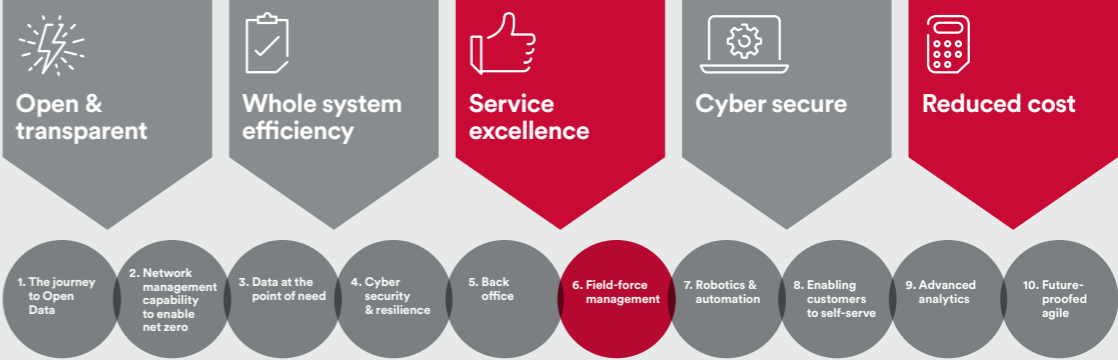 Open &
transparent
Whole system
efficiency
Service
excellence
Cyber secure
Reduced cost
1. The journey
to Open
Data
2. Network
management
capability
to enable
net zero
3. Data at the
point of need
4. Cyber
security
& resilience
5. Back
office
6. Field-force
management
7. Robotics &
automation
8. Enabling
customers
to self-serve
9. Advanced
analytics
10. Future-
proofed
agile